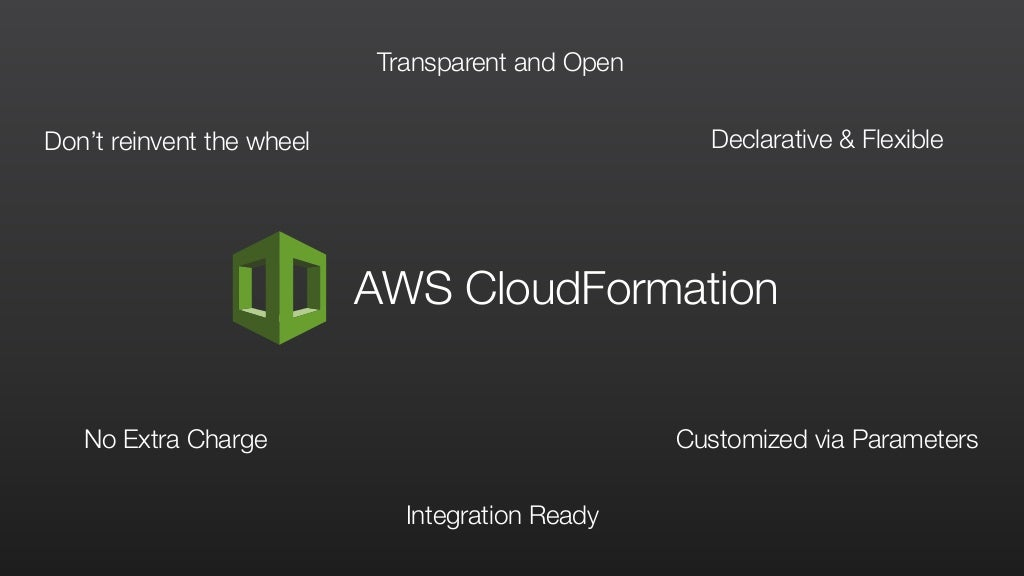 Transparent and Open
Don’t reinvent the wheel
Declarative & Flexible
AWS CloudFormation
No Extra Charge
Customized via Parameters
Integration Ready